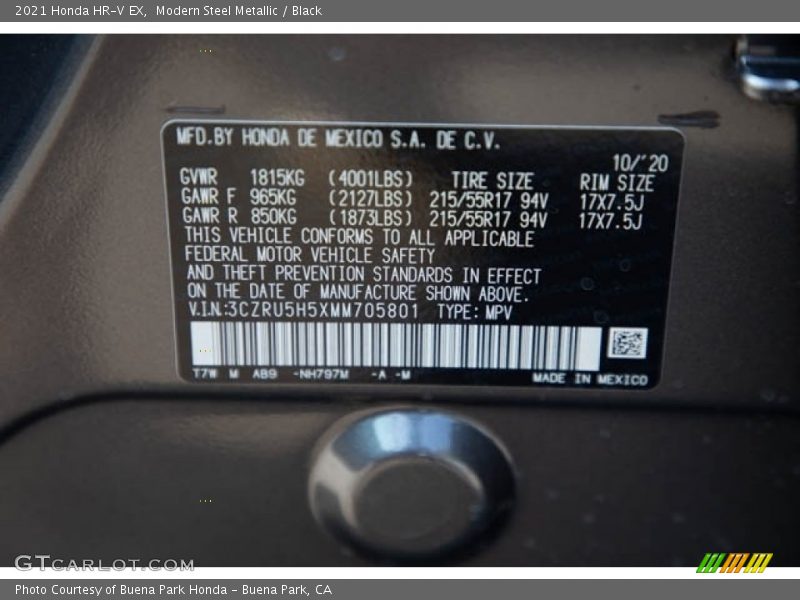 2021 Honda HR-V EX, Modern Steel Metallic / Black
MFD.BY HONDA DE MEXICO S.A. DE C.V.
10/'20
GVWR 1815KG (4001LBS) TIRE SIZE RIM SIZE
GAWR F 965KG (2127LBS) 215/55R17 94V 17X7.5J
GAWR R 850KG (1873LBS) 215/55R17 94V 17X7.5J
THIS VEHICLE CONFORMS TO ALL APPLICABLE
FEDERAL MOTOR VEHICLE SAFETY
AND THEFT PREVENTION STANDARDS IN EFFECT
ON THE DATE OF MANUFACTURE SHOWN ABOVE.
V.I.N.:3CZRU5H5XMM705801 TYPE: MPV
T7W M AB9 -NH797M -A -M MADE IN MEXICO
GTCARLOT.COM
Photo Courtesy of Buena Park Honda - Buena Park, CA